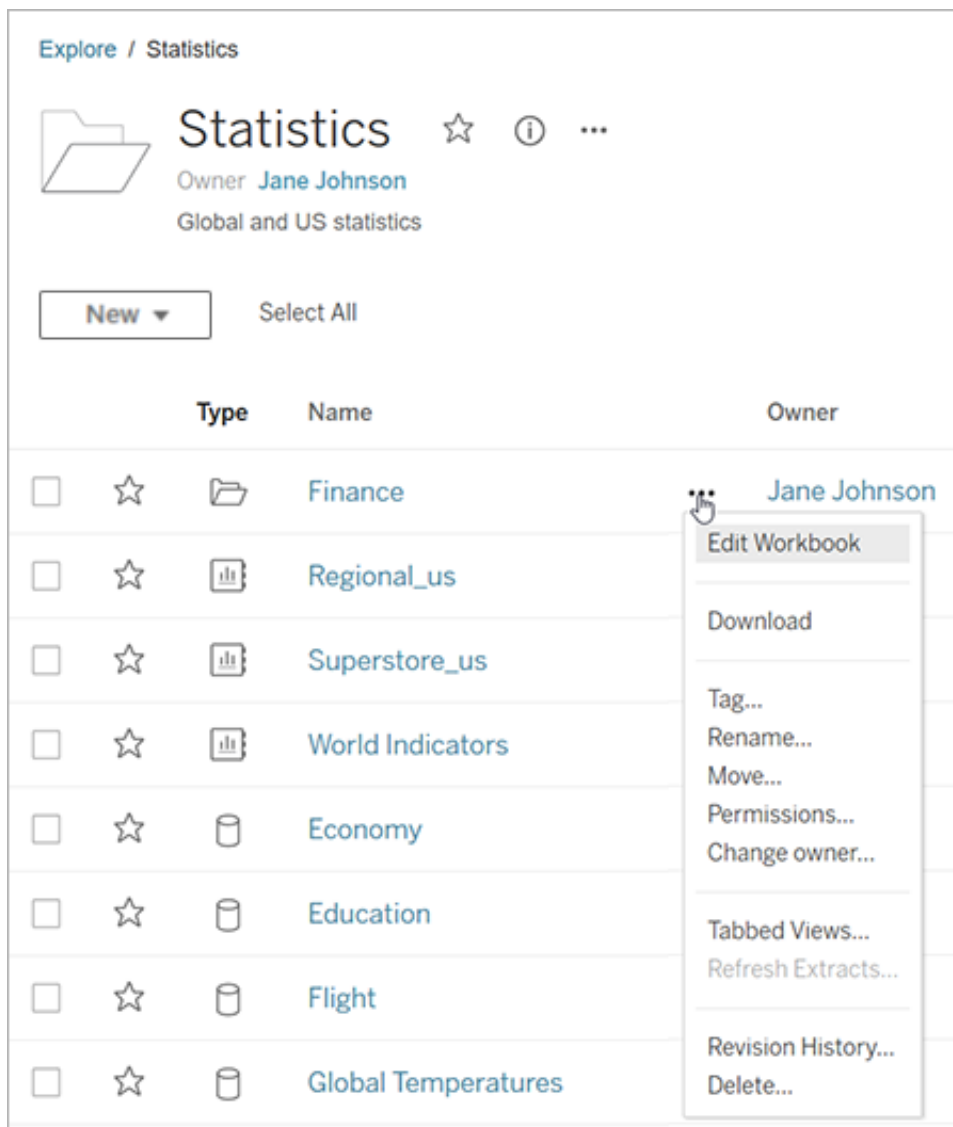 Explore / Statistics
Statistics
Owner Jane Johnson
Global and US statistics
New Select All
Type Name Owner
Finance ... Jane Johnson
Edit Workbook
Regional_us
Download
Superstore_us
Tag...
Rename...
World Indicators
Move...
Permissions...
Economy
Change owner...
Education
Tabbed Views...
Refresh Extracts...
Flight
Revision History...
Global Temperatures
Delete...